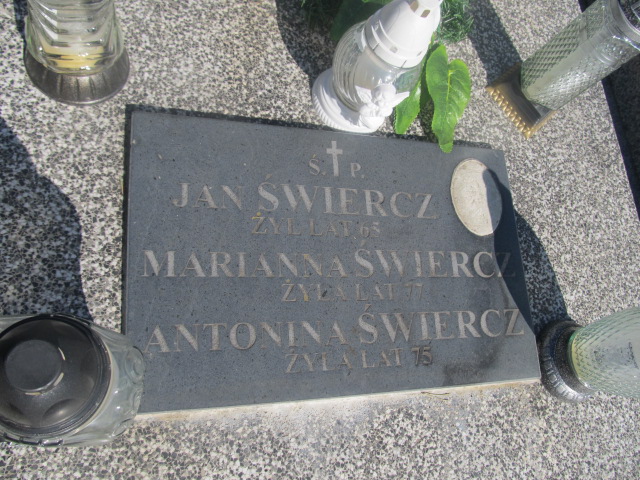 Ś. P.
JAN ŚWIERCZ
ŻYŁ LAT 65
MARIANNA ŚWIERCZ
ŻYŁA LAT 77
ANTONINA ŚWIERCZ
ŻYŁA LAT 75